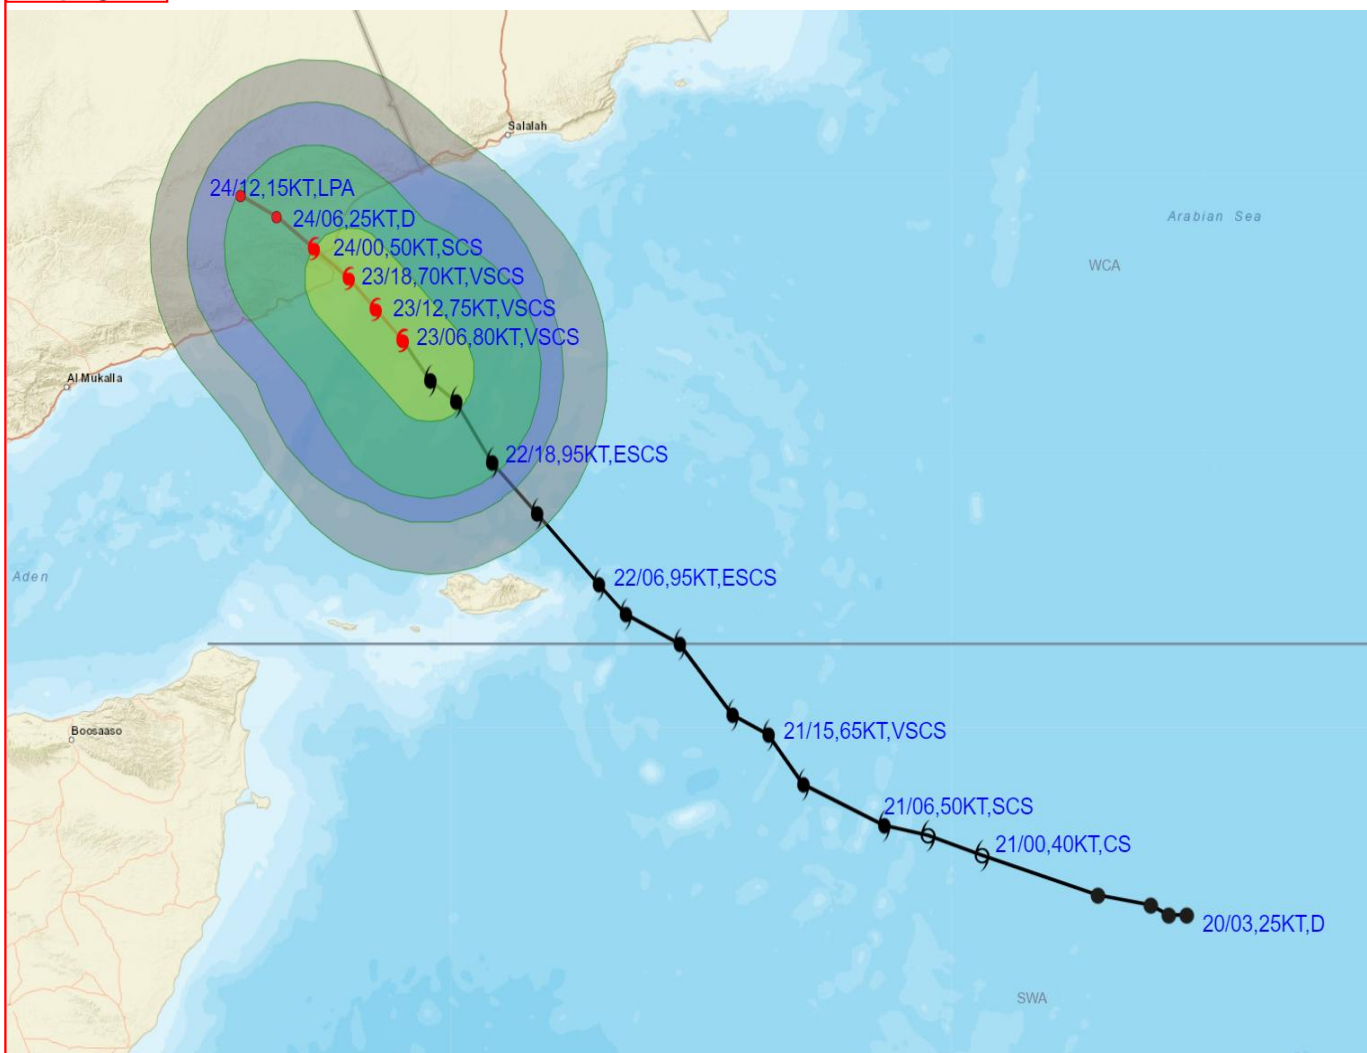 Salalah
24/12,15KT,LPA
24/06,25KT,D
Arabian Sea
24/00,50KT,SCS
WCA
23/18,70KT,VSCS
23/12,75KT,VSCS
23/06,80KT,VSCS
Al Mukalla
22/18,95KT,ESCS
Aden
22/06,95KT,ESCS
21/15,65KT,VSCS
Boosaaso
21/06,50KT,SCS
21/00,40KT,CS
20/03,25KT,D
SWA